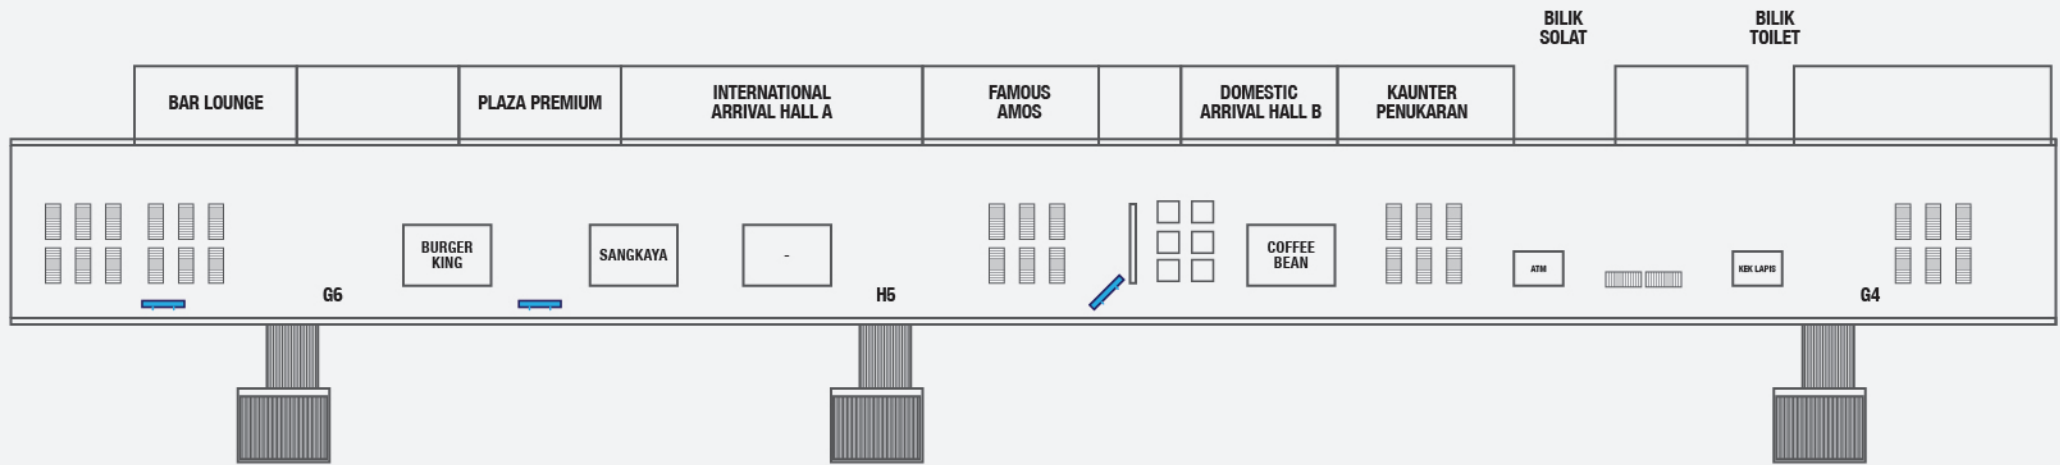 BILIK
SOLAT
BILIK
TOILET
BAR LOUNGE
PLAZA PREMIUM
INTERNATIONAL
ARRIVAL HALL A
FAMOUS
AMOS
DOMESTIC
ARRIVAL HALL B
KAUNTER
PENUKARAN
BURGER
KING
SANGKAYA
-
COFFEE
BEAN
ATM
KEK LAPIS
G6
H5
G4